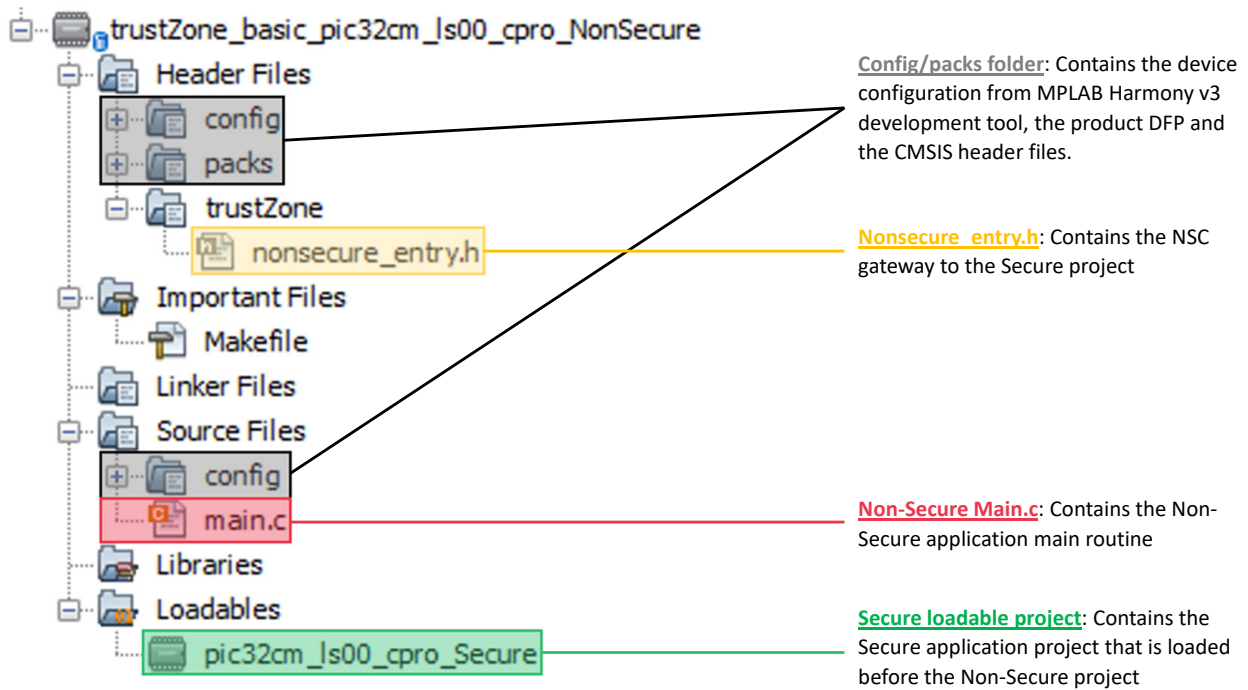 trustZone_basic_pic32cm_ls00_cpro_NonSecure
Header Files
config
packs
trustZone
nonsecure_entry.h
Important Files
Makefile
Linker Files
Source Files
config
main.c
Libraries
Loadables
pic32cm_ls00_cpro_Secure
Config/packs folder: Contains the device
configuration from MPLAB Harmony v3
development tool, the product DFP and
the CMSIS header files.
Nonsecure_entry.h: Contains the NSC
gateway to the Secure project
Non-Secure Main.c: Contains the Non-
Secure application main routine
Secure loadable project: Contains the
Secure application project that is loaded
before the Non-Secure project